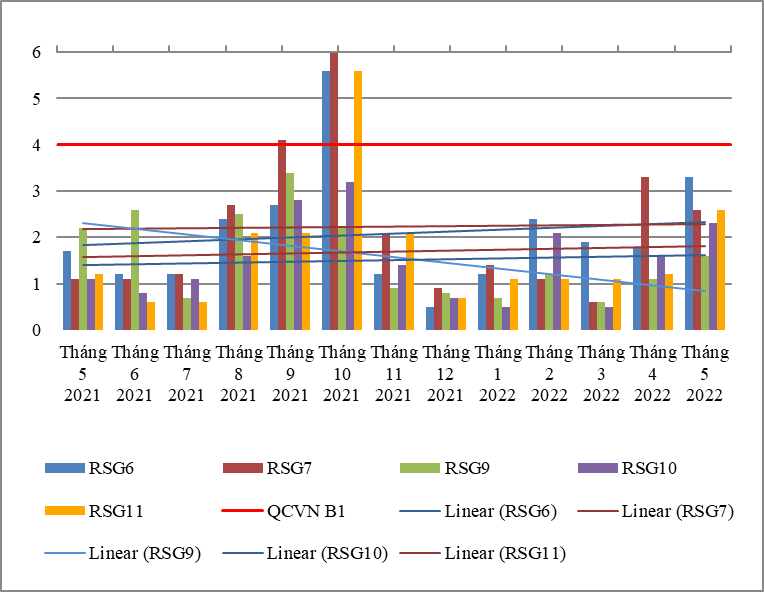 6
5
4
3
2
1
0
Tháng Tháng Tháng Tháng Tháng Tháng Tháng Tháng Tháng Tháng Tháng Tháng Tháng
5 6 7 8 9 10 11 12 1 2 3 4 5
2021 2021 2021 2021 2021 2021 2021 2021 2022 2022 2022 2022 2022
RSG6 RSG7 RSG9 RSG10
RSG11 QCVN B1 Linear (RSG6) Linear (RSG7)
Linear (RSG9) Linear (RSG10) Linear (RSG11)